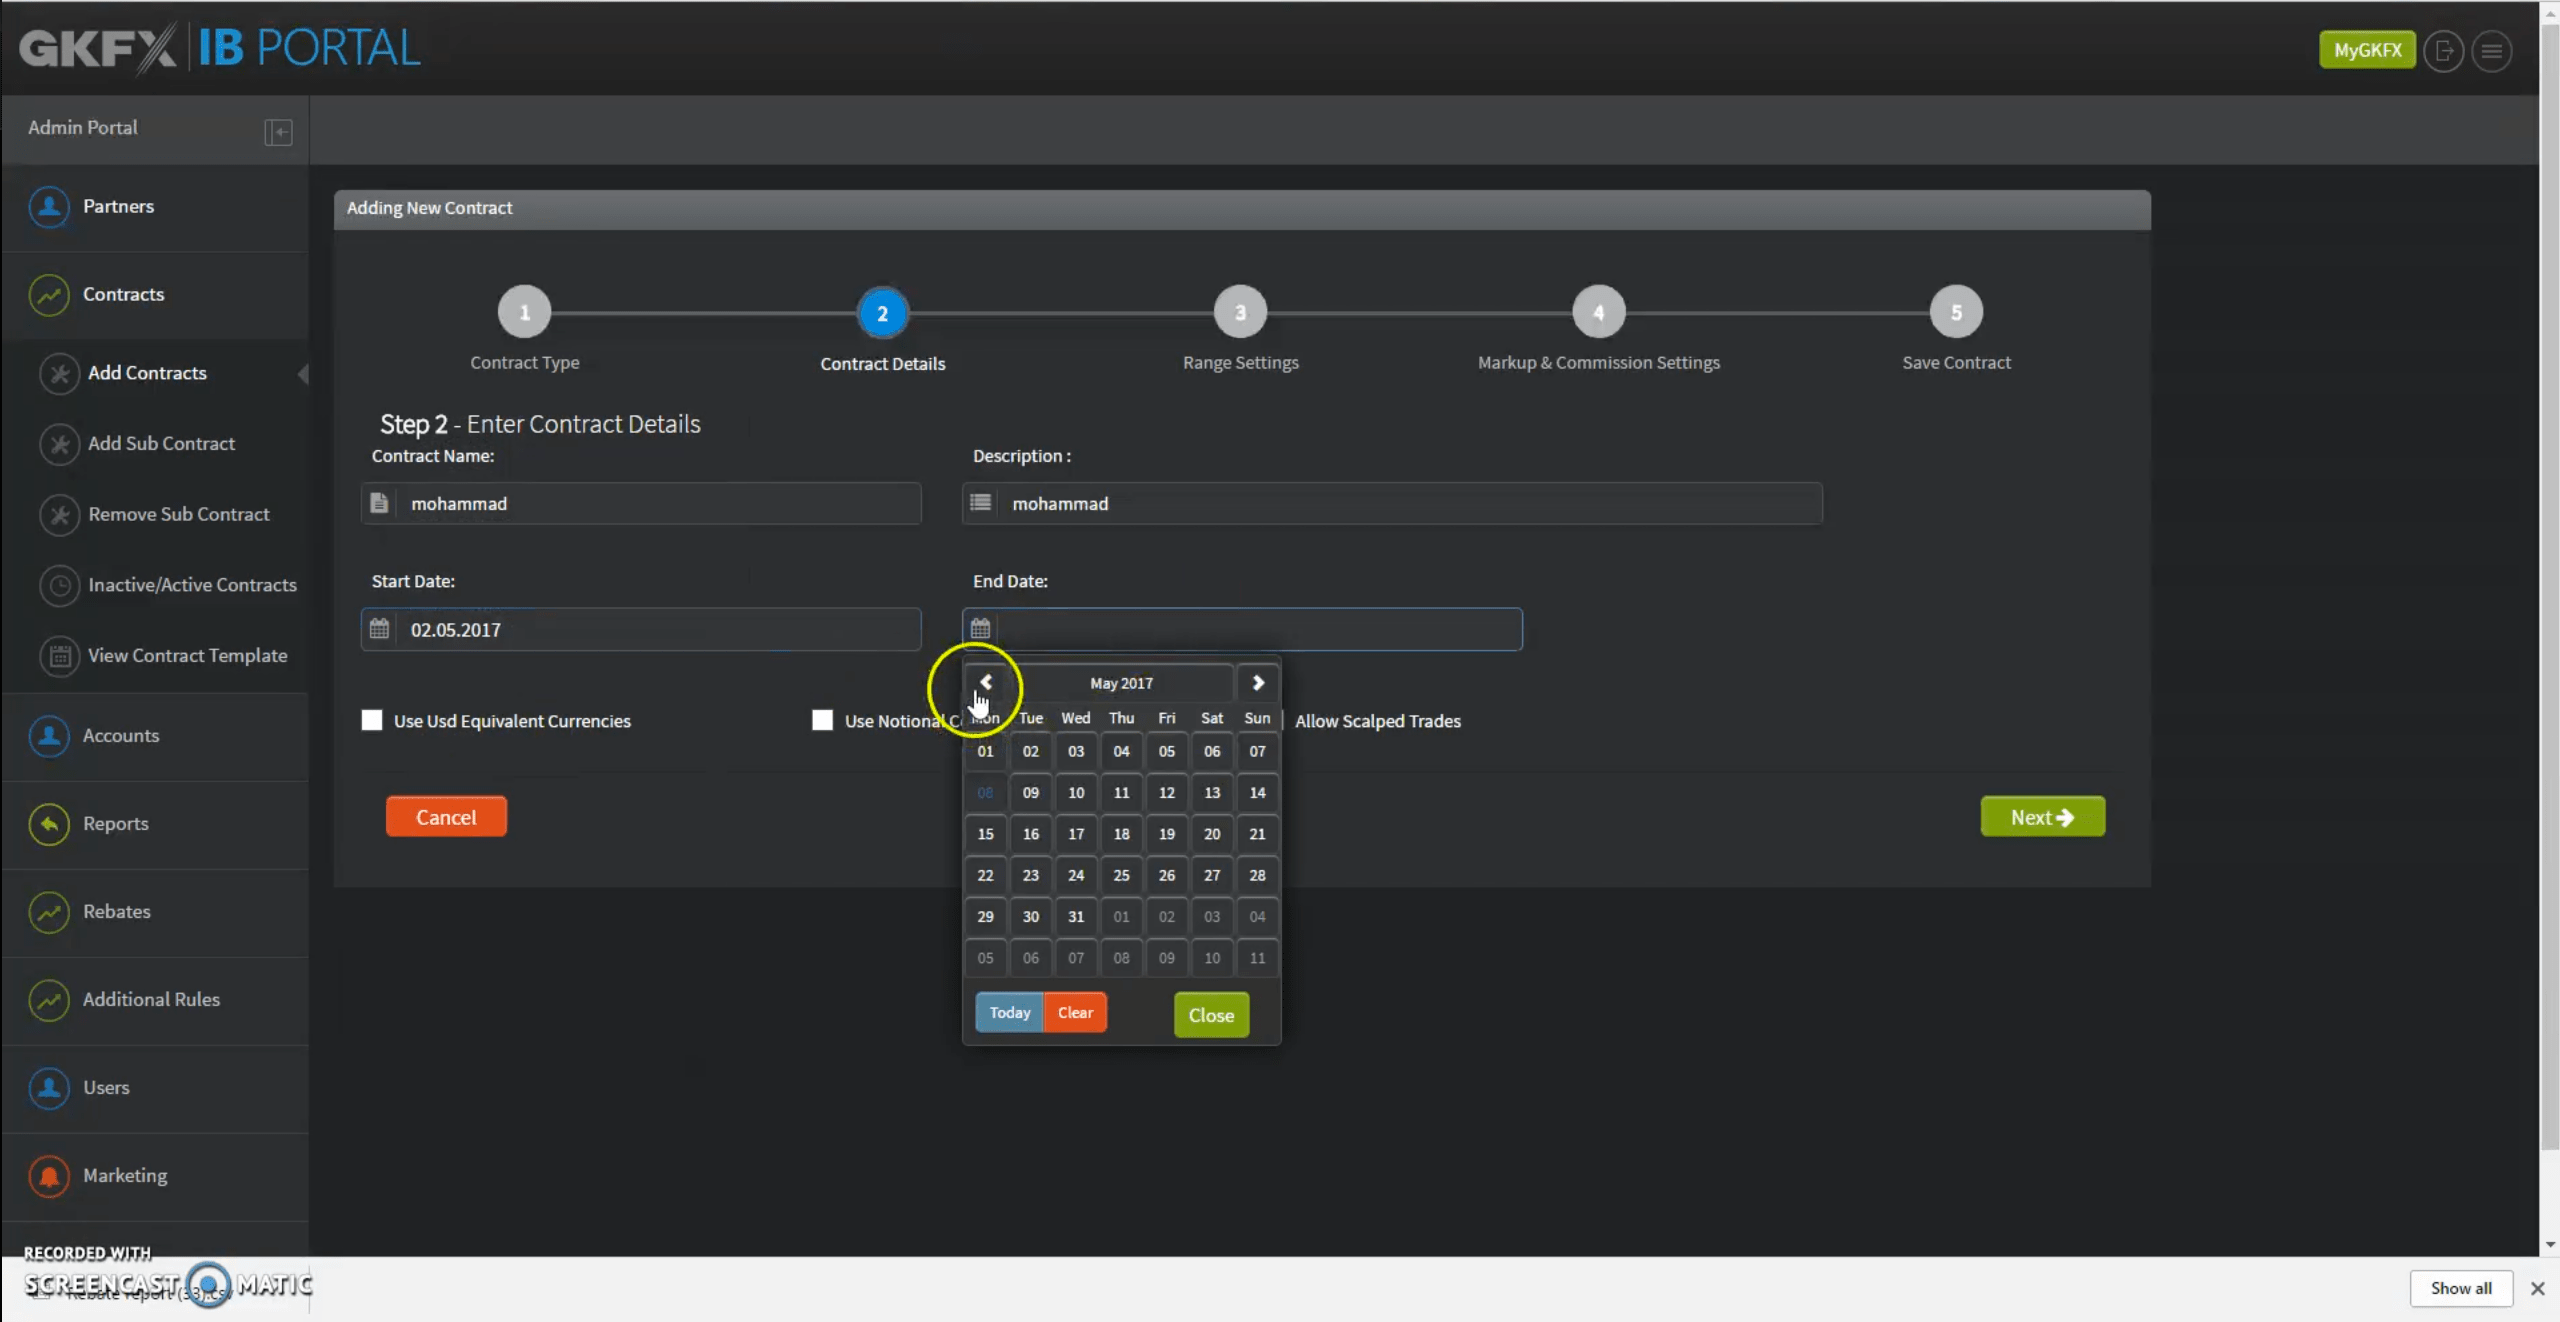 GKFX IB PORTAL
MyGKFX
Admin Portal
Partners
Contracts
Add Contracts
Add Sub Contract
Remove Sub Contract
Inactive/Active Contracts
View Contract Template
Accounts
Reports
Rebates
Additional Rules
Users
Marketing
Adding New Contract
1 2 3 4 5
Contract Type Contract Details Range Settings Markup & Commission Settings Save Contract
Step 2 - Enter Contract Details
Contract Name: Description :
mohammad mohammad
Start Date: End Date:
02.05.2017
May 2017
Use Usd Equivalent Currencies Use Notional Allow Scalped Trades
Tue Wed Thu Fri Sat Sun
01 02 03 04 05 06 07
08 09 10 11 12 13 14
15 16 17 18 19 20 21
22 23 24 25 26 27 28
29 30 31 01 02 03 04
05 06 07 08 09 10 11
Today Clear Close
Cancel Next
RECORDED WITH
SCREENCAST MATIC
Rebate report (33).csv
Show all